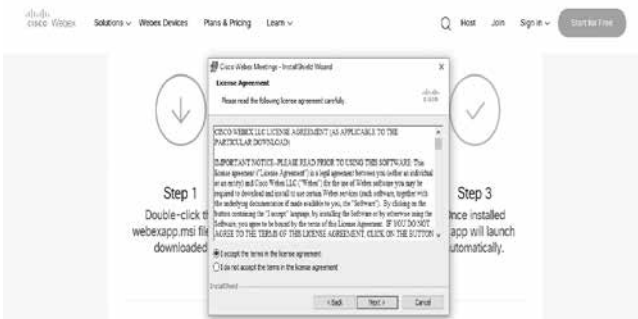 cisco Webex Solutions Webex Devices Plans & Pricing Learn Host Join Sign in Start for Free
Cisco Webex Meetings - InstallShield Wizard X
License Agreement
Please read the following license agreement carefully.
CISCO
CISCO WEBEX LLC LICENSE AGREEMENT (AS APPLICABLE TO THE
PARTICULAR DOWNLOAD)
IMPORTANT NOTICE-PLEASE READ PRIOR TO USING THIS SOFTWARE: This
license agreement ("License Agreement") is a legal agreement between you (either an individual
or an entity) and Cisco Webex LLC ("Webex") for the use of Webex software you may be
required to download and install to use certain Webex services (such software, together with
the underlying documentation if made available to you, the "Software"). By clicking on the
button containing the "I accept" language, by installing the Software or by otherwise using the
Software, you agree to be bound by the terms of this License Agreement. IF YOU DO NOT
AGREE TO THE TERMS OF THIS LICENSE AGREEMENT, CLICK ON THE BUTTON
I accept the terms in the license agreement
I do not accept the terms in the license agreement
InstallShield
< Back Next > Cancel
Step 1
Double-click th
webexapp.msi file
downloaded
Step 3
Once installed
app will launch
automatically.